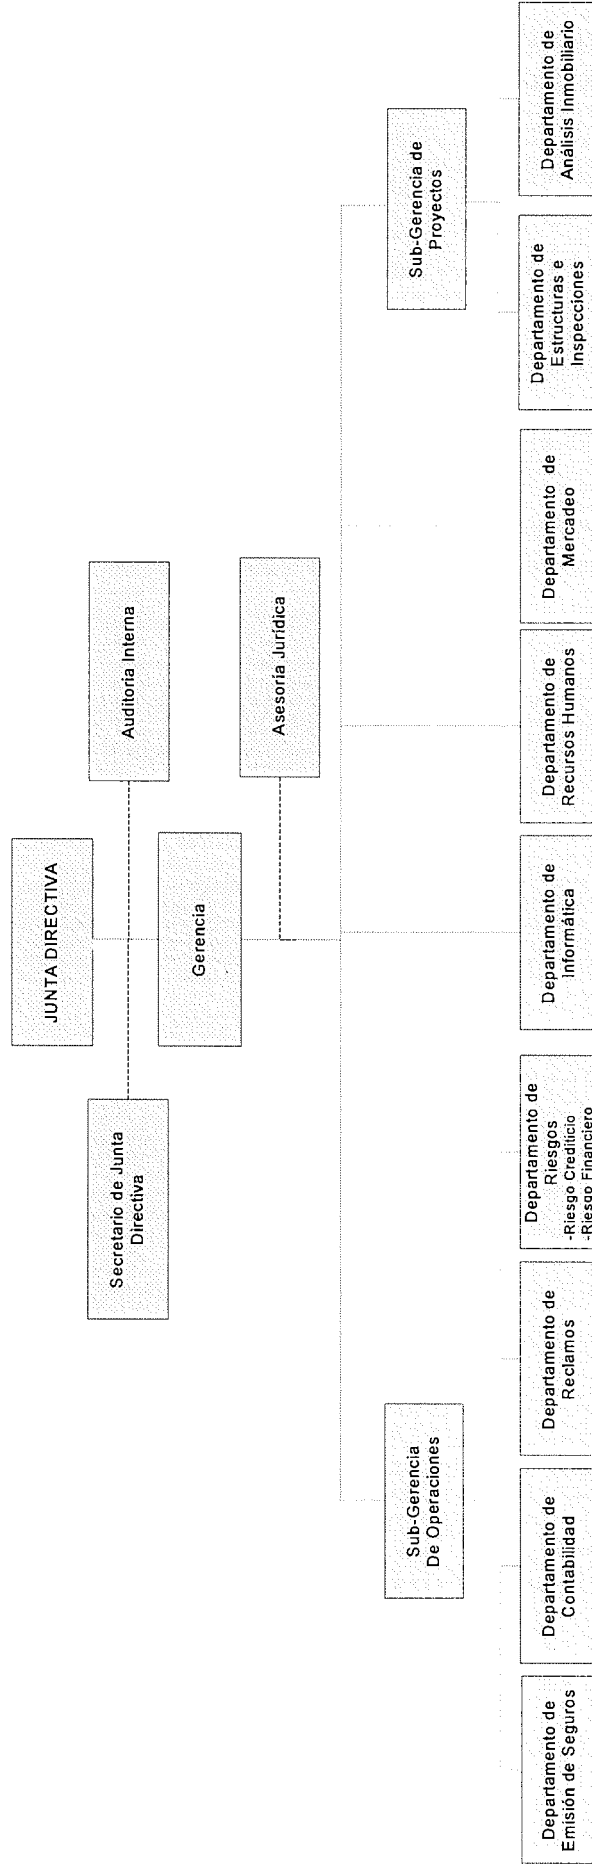 JUNTA DIRECTIVA
Secretario de Junta
Directiva
Auditoria Interna
Gerencia
Asesoría Jurídica
Sub-Gerencia
De Operaciones
Sub-Gerencia de
Proyectos
Departamento de
Emisión de Seguros
Departamento de
Contabilidad
Departamento de
Reclamos
Departamento de
Riesgos
-Riesgo Crediticio
-Riesgo Financiero
Departamento de
Informática
Departamento de
Recursos Humanos
Departamento de
Mercadeo
Departamento de
Estructuras e
Inspecciones
Departamento de
Análisis Inmobiliario